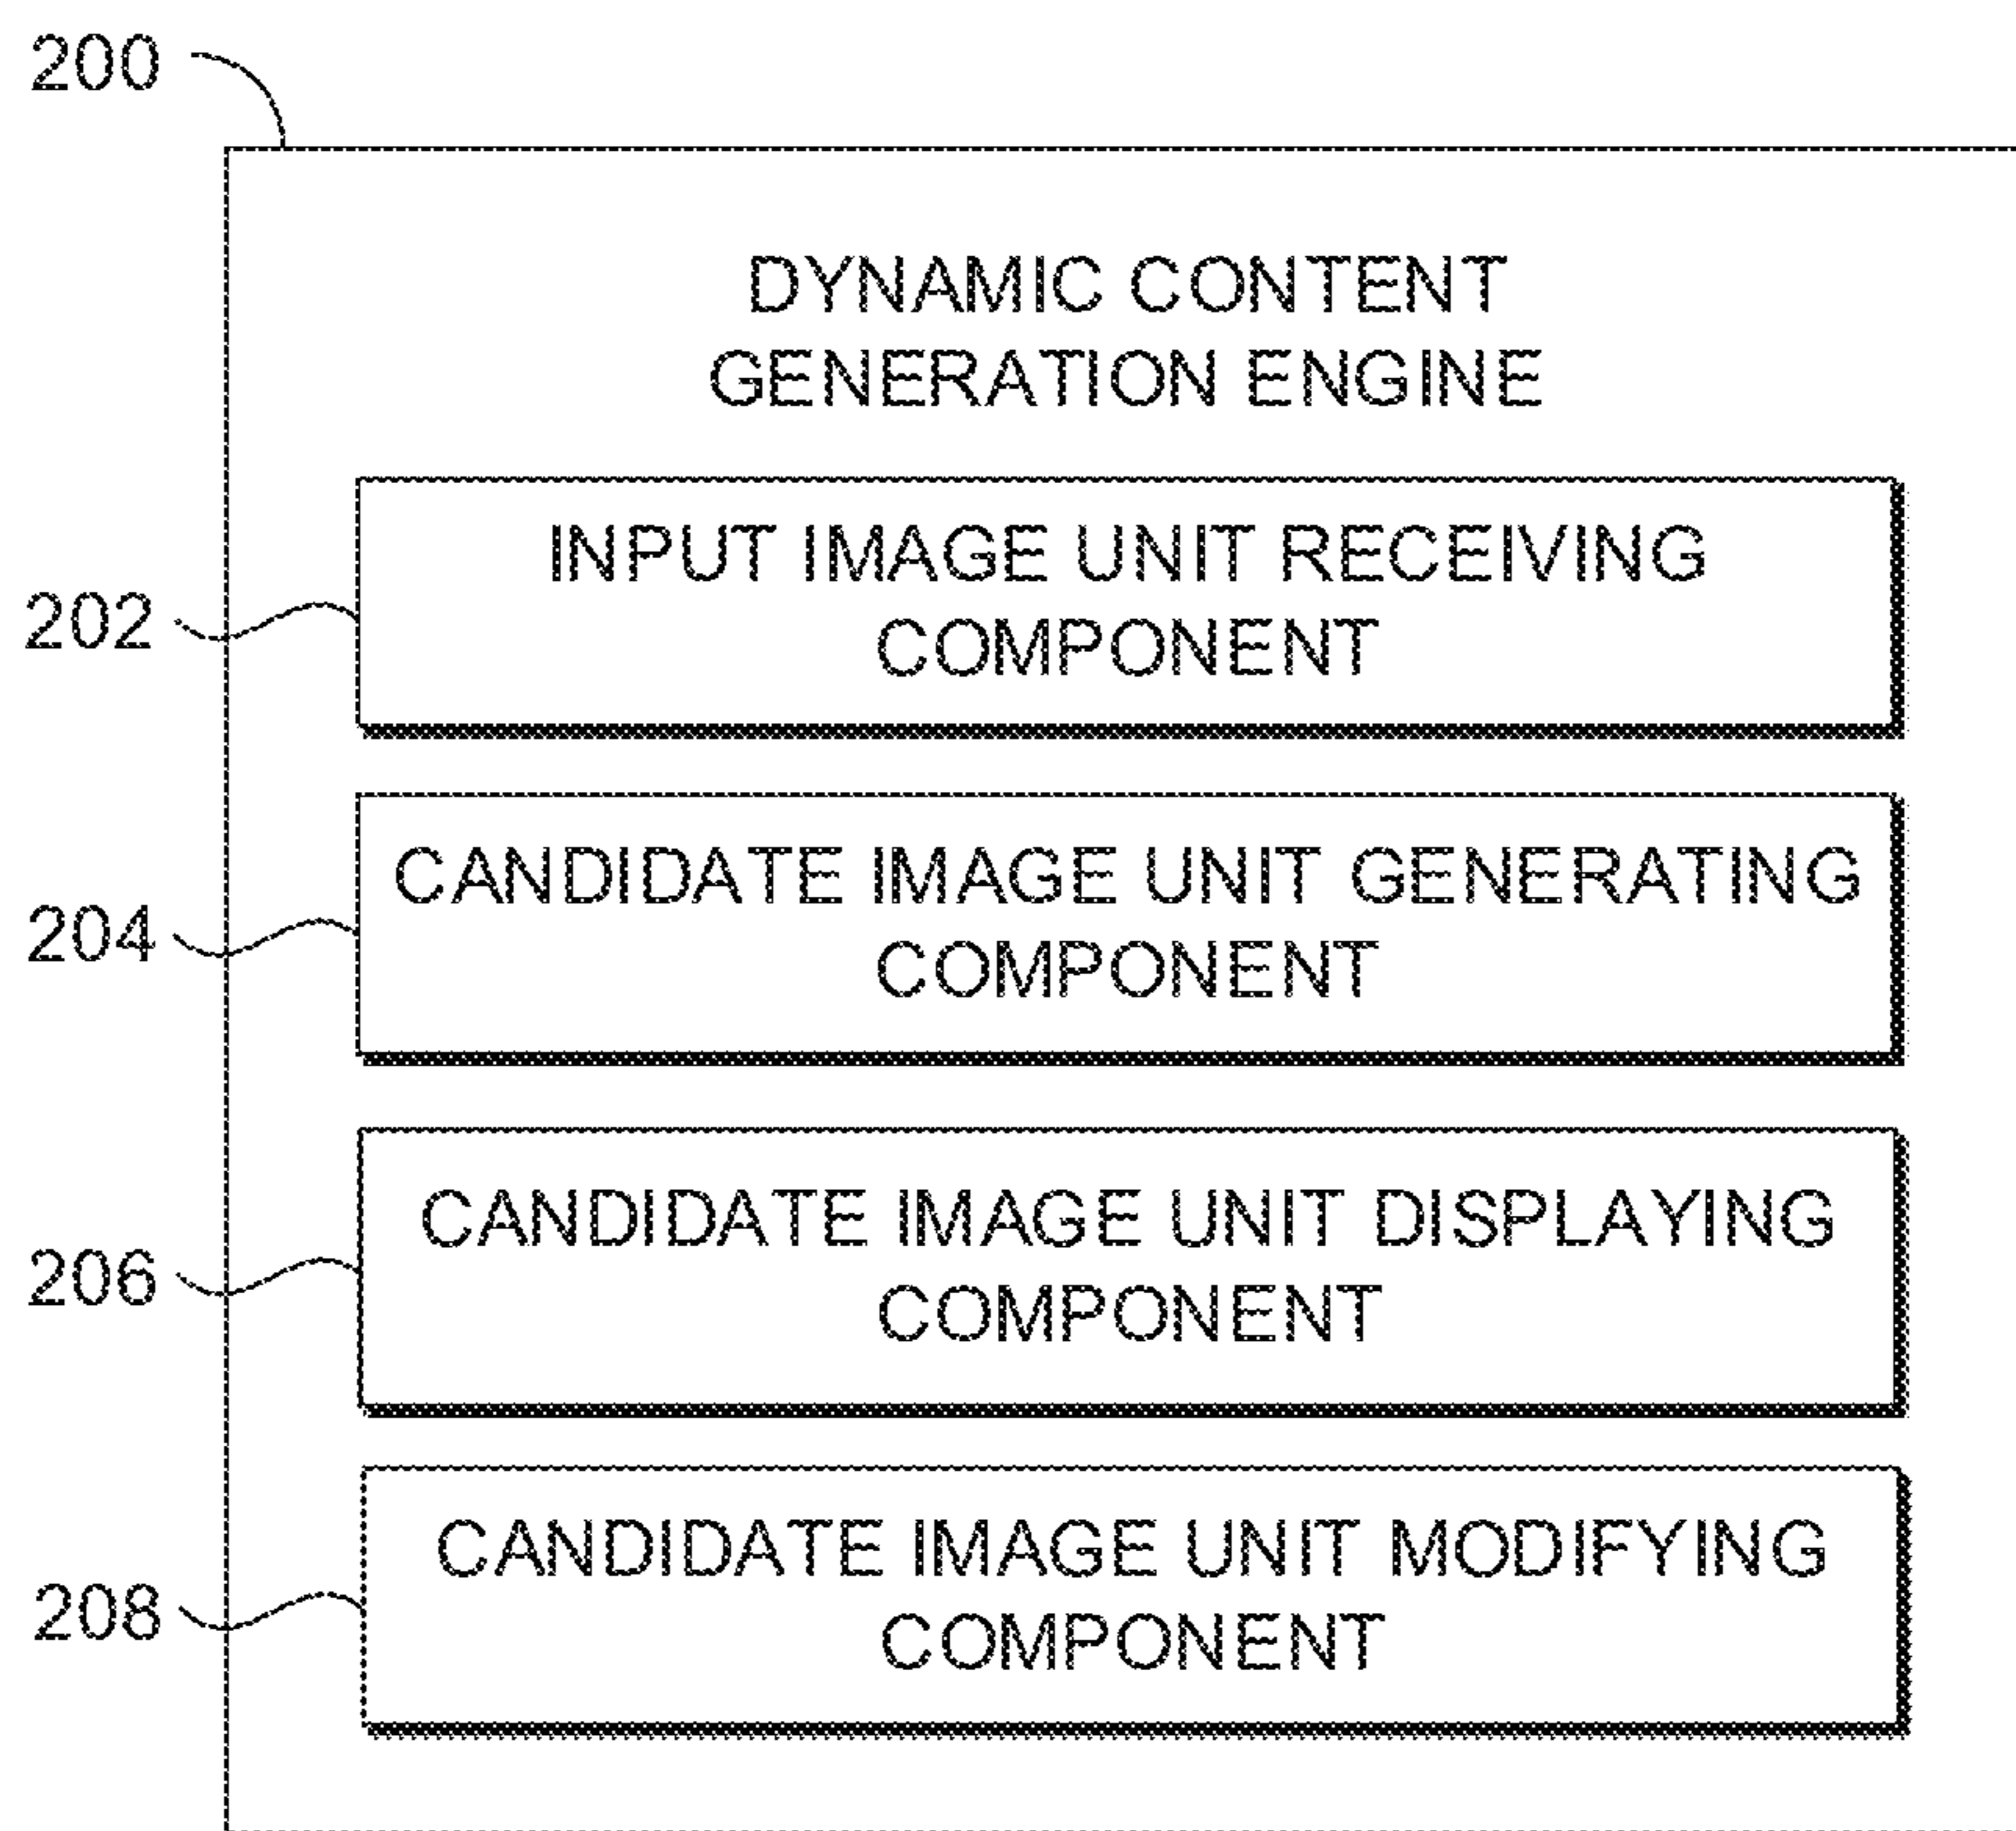 200
DYNAMIC CONTENT
GENERATION ENGINE
202
INPUT IMAGE UNIT RECEIVING
COMPONENT
204
CANDIDATE IMAGE UNIT GENERATING
COMPONENT
206
CANDIDATE IMAGE UNIT DISPLAYING
COMPONENT
208
CANDIDATE IMAGE UNIT MODIFYING
COMPONENT